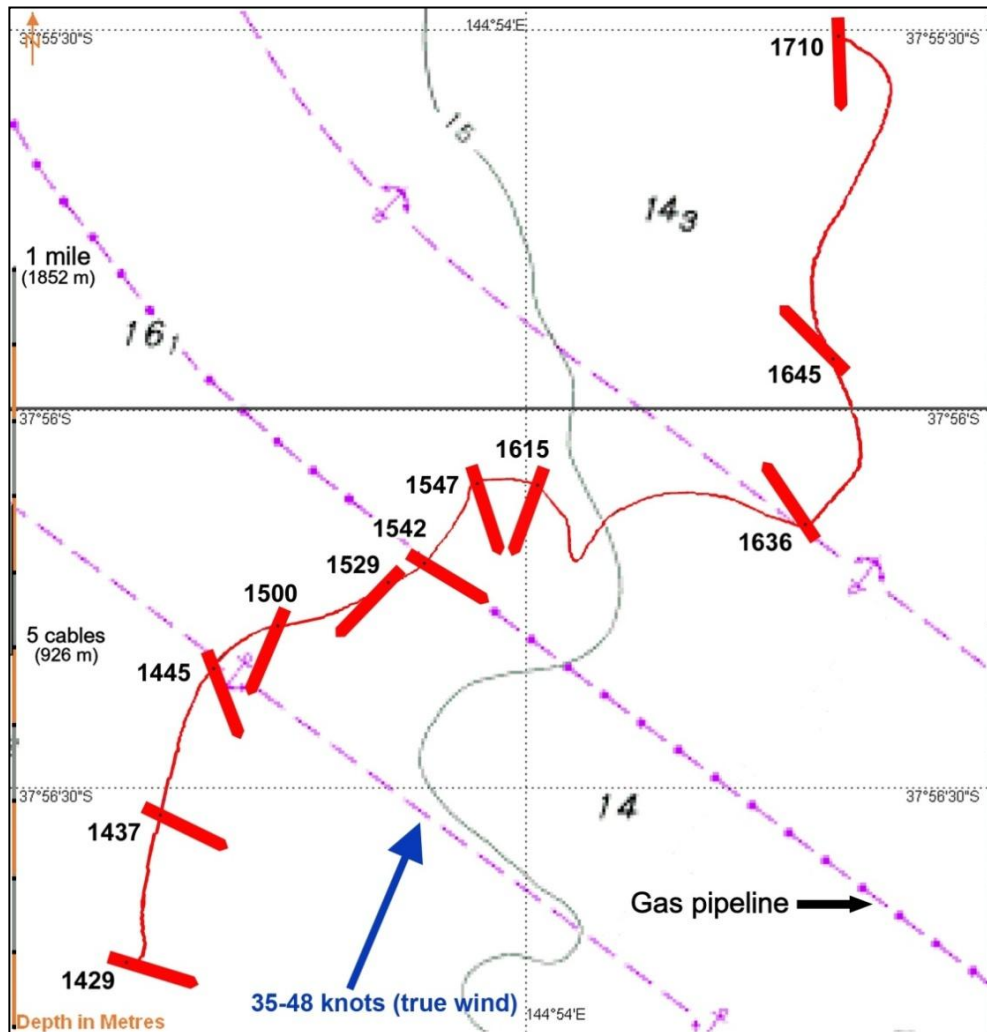 N
37°55'30"S
144°54'E
37°55'30"S
1710
15
14₃
1 mile
(1852 m)
16₁
1645
37°56'S
37°56'S
1615
1547
1542
1636
1529
1500
5 cables
(926 m)
1445
37°56'30"S
37°56'30"S
14
1437
Gas pipeline
1429
35-48 knots (true wind)
144°54'E
Depth in Metres